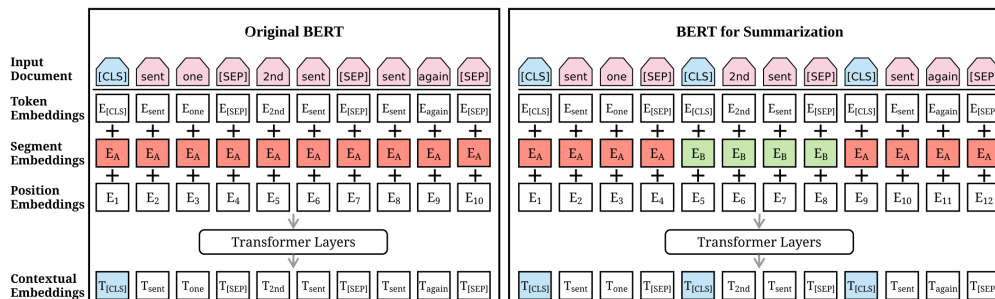 Original BERT
BERT for Summarization
Input Document
[CLS] sent one [SEP] 2nd sent [SEP] sent again [SEP]
[CLS] sent one [SEP] [CLS] 2nd sent [SEP] [CLS] sent again [SEP]
Token Embeddings
E[CLS] Esent Eone E[SEP] E2nd Esent E[SEP] Esent Eagain E[SEP]
E[CLS] Esent Eone E[SEP] E[CLS] E2nd Esent E[SEP] E[CLS] Esent Eagain E[SEP]
+ + + + + + + + + +
+ + + + + + + + + + + +
Segment Embeddings
EA EA EA EA EA EA EA EA EA EA
EA EA EA EA EB EB EB EB EA EA EA EA
+ + + + + + + + + +
+ + + + + + + + + + + +
Position Embeddings
E1 E2 E3 E4 E5 E6 E7 E8 E9 E10
E1 E2 E3 E4 E5 E6 E7 E8 E9 E10 E11 E12
Transformer Layers
Transformer Layers
Contextual Embeddings
T[CLS] Tsent Tone T[SEP] T2nd Tsent T[SEP] Tsent Tagain T[SEP]
T[CLS] Tsent Tone T[SEP] T[CLS] T2nd Tsent T[SEP] T[CLS] Tsent Tagain T[SEP